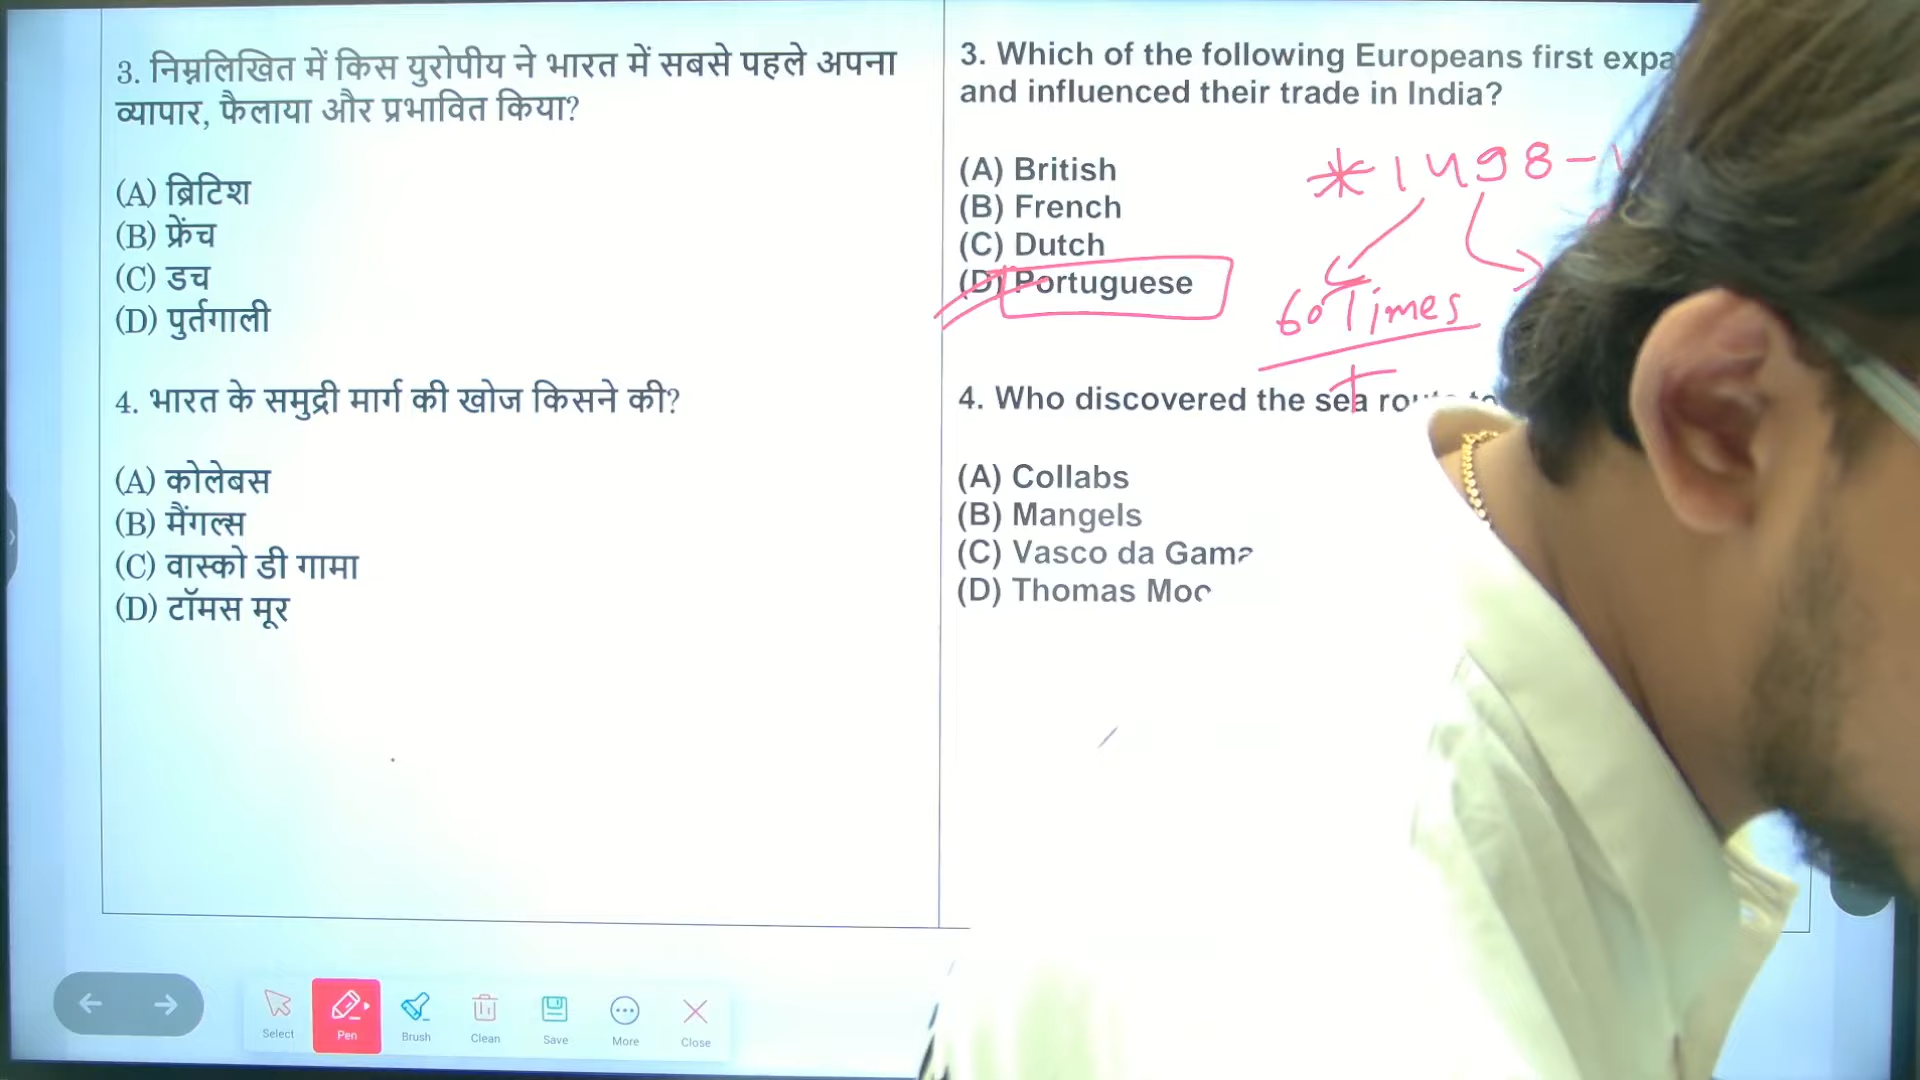 3. निम्नलिखित में किस युरोपीय ने भारत में सबसे पहले अपना
व्यापार, फैलाया और प्रभावित किया?
(A) ब्रिटिश
(B) फ्रेंच
(C) डच
(D) पुर्तगाली
4. भारत के समुद्री मार्ग की खोज किसने की?
(A) कोलेबस
(B) मैंगल्स
(C) वास्को डी गामा
(D) टॉमस मूर
3. Which of the following Europeans first
and influenced their trade in India?
(A) British
(B) French
(C) Dutch
(D) Portuguese
*1498-
60 Times
4. Who discovered the sea
(A) Collabs
(B) Mangels
(C) Vasco da
(D) Thomas
Select
Pen
Brush
Clean
Save
More
Close